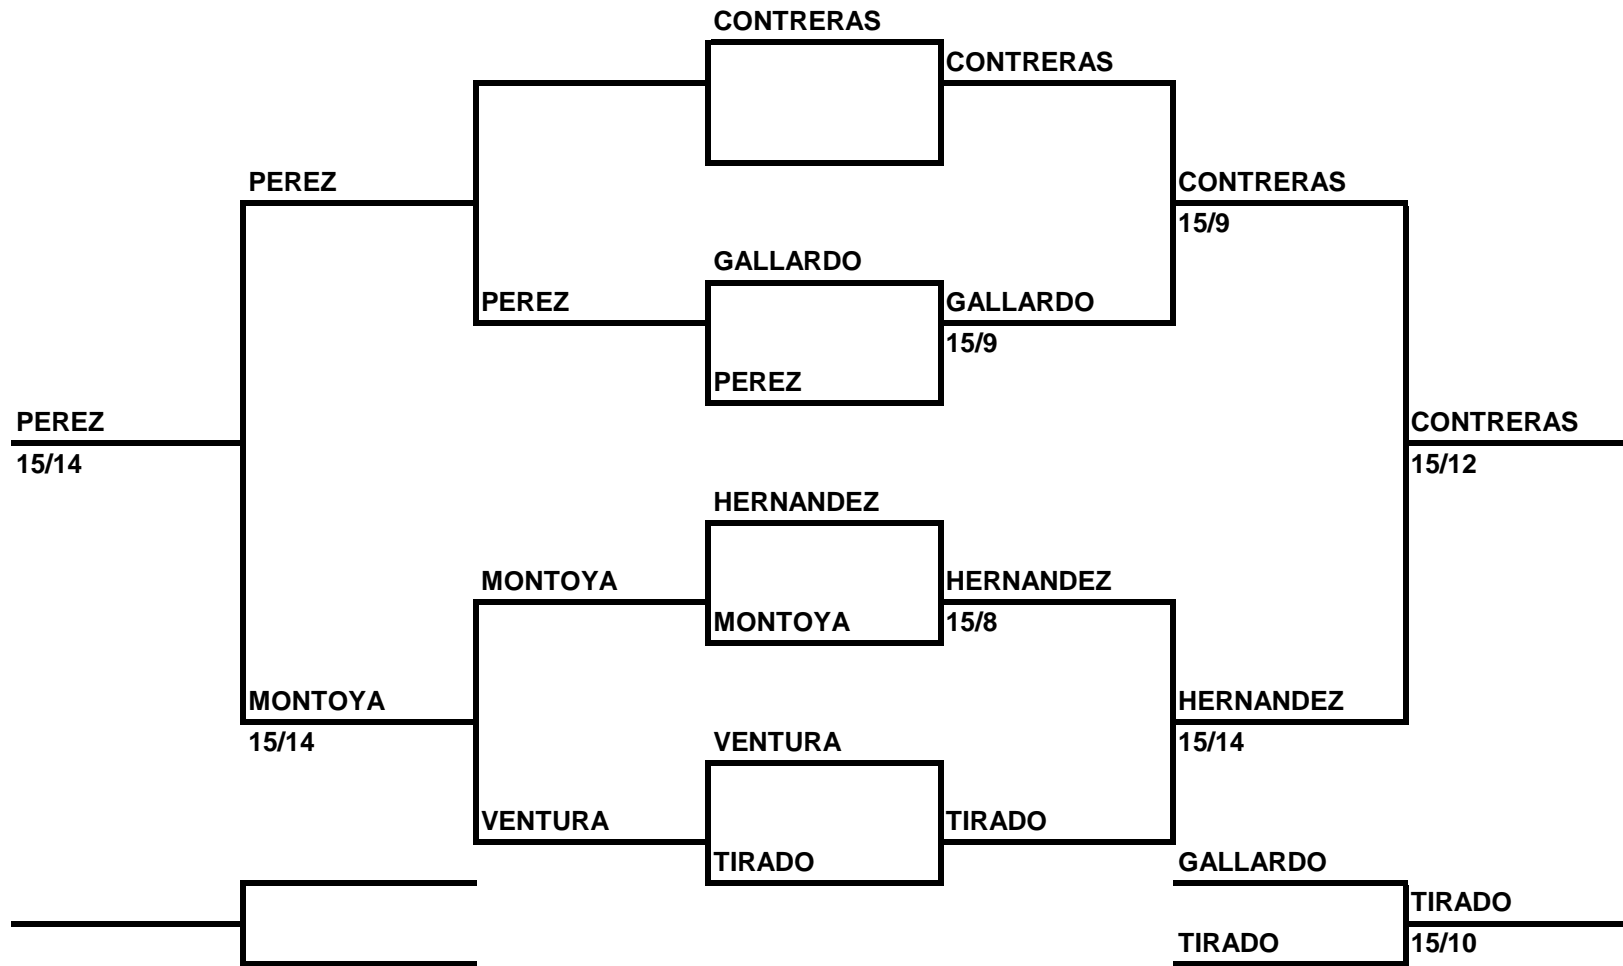 CONTRERAS
CONTRERAS
PEREZ
CONTRERAS
15/9
GALLARDO
PEREZ
GALLARDO
15/9
PEREZ
PEREZ
CONTRERAS
15/14
15/12
HERNANDEZ
MONTOYA
HERNANDEZ
MONTOYA
15/8
MONTOYA
HERNANDEZ
15/14
VENTURA
15/14
VENTURA
TIRADO
TIRADO
GALLARDO
TIRADO
TIRADO
15/10